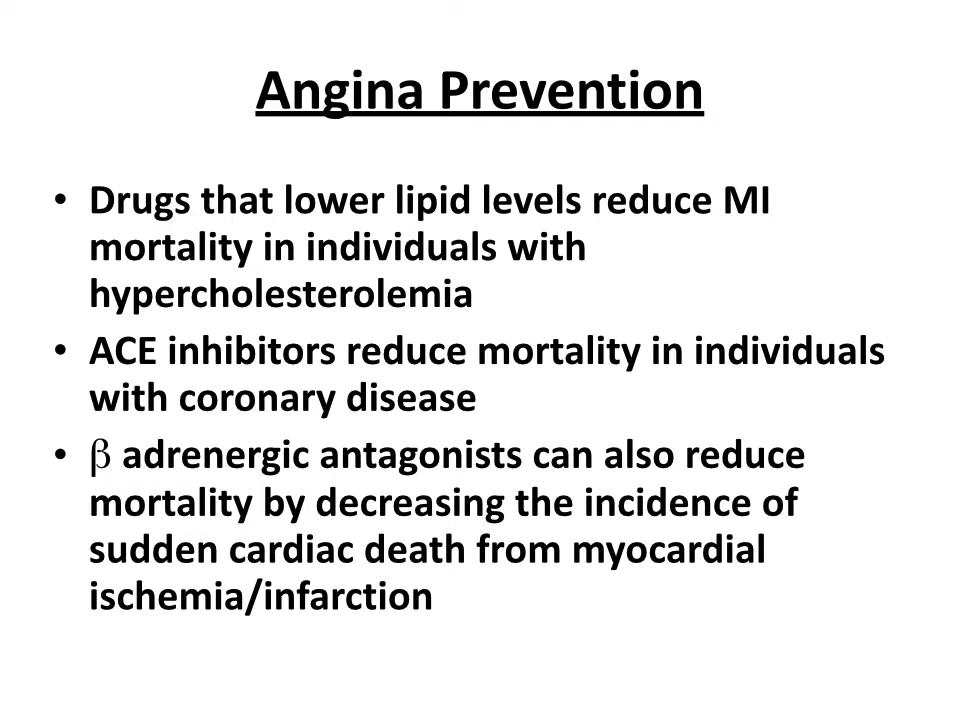 Angina Prevention
• Drugs that lower lipid levels reduce MI
mortality in individuals with
hypercholesterolemia
• ACE inhibitors reduce mortality in individuals
with coronary disease
• β adrenergic antagonists can also reduce
mortality by decreasing the incidence of
sudden cardiac death from myocardial
ischemia/infarction